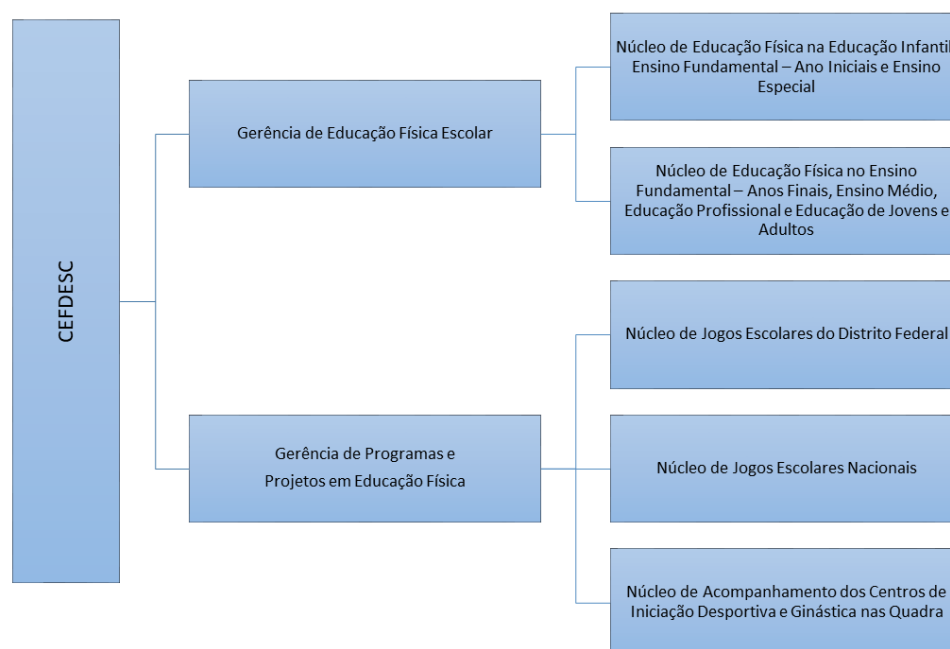 CEFDESC
Gerência de Educação Física Escolar
Núcleo de Educação Física na Educação Infantil
Ensino Fundamental – Ano Iniciais e Ensino
Especial
Núcleo de Educação Física no Ensino
Fundamental – Anos Finais, Ensino Médio,
Educação Profissional e Educação de Jovens e
Adultos
Gerência de Programas e
Projetos em Educação Física
Núcleo de Jogos Escolares do Distrito Federal
Núcleo de Jogos Escolares Nacionais
Núcleo de Acompanhamento dos Centros de
Iniciação Desportiva e Ginástica nas Quadra